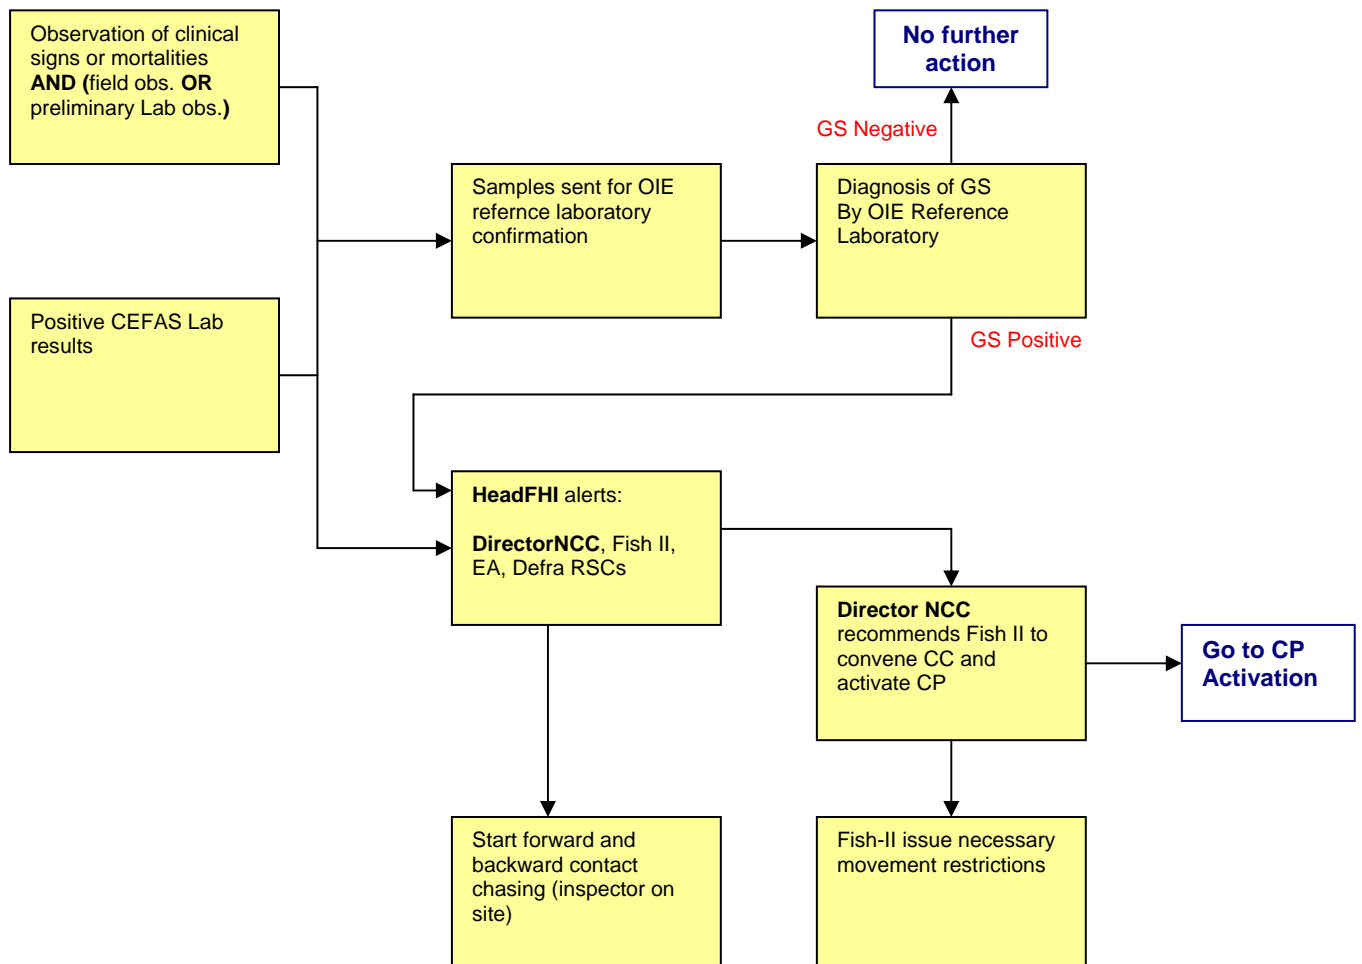 Observation of clinical
signs or mortalities
AND (field obs. OR
preliminary Lab obs.)
No further
action
GS Negative
Samples sent for OIE
refernce laboratory
confirmation
Diagnosis of GS
By OIE Reference
Laboratory
Positive CEFAS Lab
results
GS Positive
HeadFHI alerts:
DirectorNCC, Fish II,
EA, Defra RSCs
Director NCC
recommends Fish II to
convene CC and
activate CP
Go to CP
Activation
Start forward and
backward contact
chasing (inspector on
site)
Fish-II issue necessary
movement restrictions